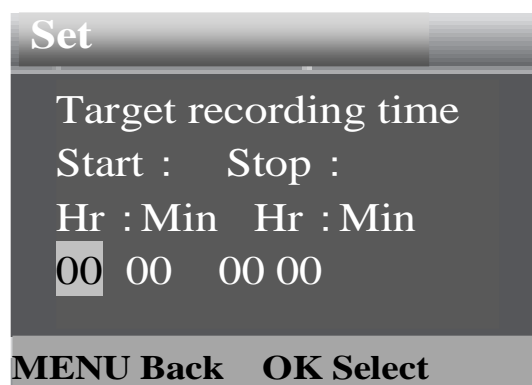 Set
Target recording time
Start : Stop :
Hr : Min Hr : Min
00 00 00 00
MENU Back OK Select